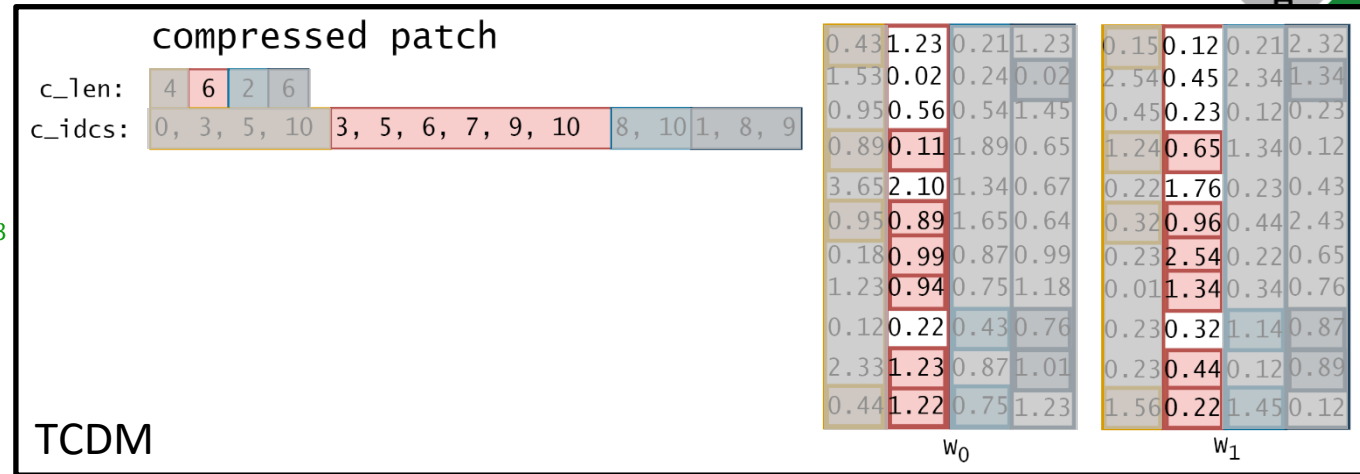 compressed patch
c_len: 4 6 2 6
c_idcs: 0, 3, 5, 10 3, 5, 6, 7, 9, 10 8, 10 1, 8, 9
0.43 1.23 0.21 1.23
1.53 0.02 0.24 0.02
0.95 0.56 0.54 1.45
0.89 0.11 1.89 0.65
3.65 2.10 1.34 0.67
0.95 0.89 1.65 0.64
0.18 0.99 0.87 0.99
1.23 0.94 0.75 1.18
0.12 0.22 0.43 0.76
2.33 1.23 0.87 1.01
0.44 1.22 0.75 1.23
W0
0.15 0.12 0.21 2.32
2.54 0.45 2.34 1.34
0.45 0.23 0.12 0.23
1.24 0.65 1.34 0.12
0.22 1.76 0.23 0.43
0.32 0.96 0.44 2.43
0.23 2.54 0.22 0.65
0.01 1.34 0.34 0.76
0.23 0.32 1.14 0.87
0.23 0.44 0.12 0.89
1.56 0.22 1.45 0.12
W1
TCDM